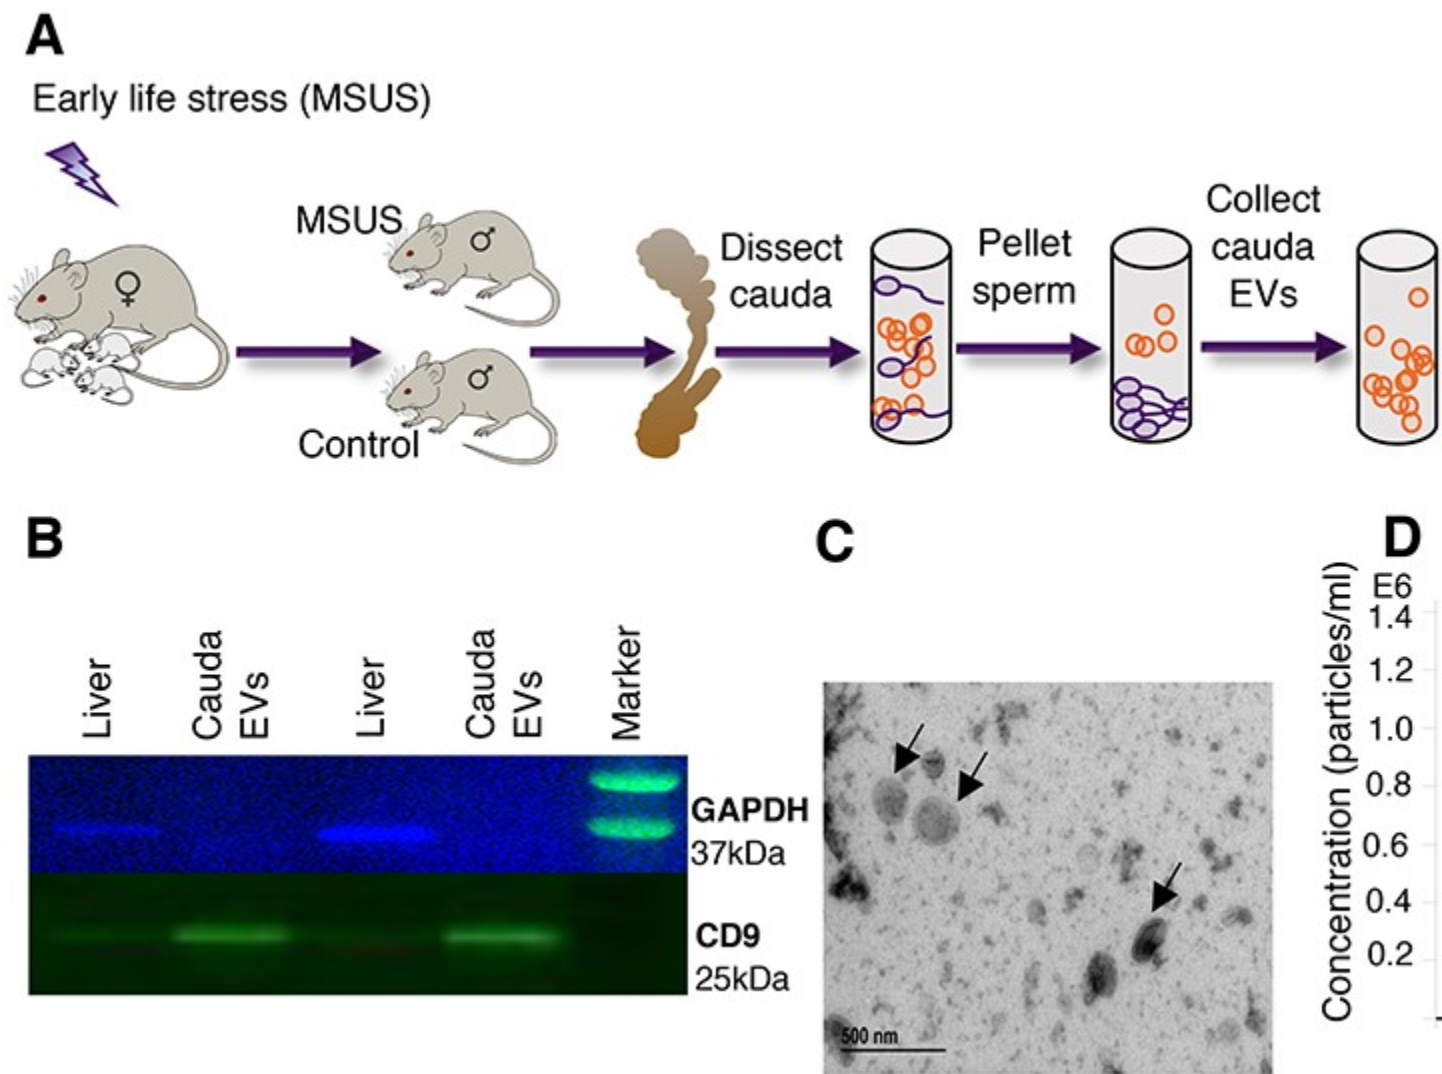 A
Early life stress (MSUS)
MSUS
♀
♂
♂
Control
Dissect
cauda
Pellet
sperm
Collect
cauda
EVs
B
Liver
Cauda
EVs
Liver
Cauda
EVs
Marker
GAPDH
37kDa
CD9
25kDa
C
500 nm
D
Concentration (particles/ml)
E6
1.4
1.2
1.0
0.8
0.6
0.4
0.2